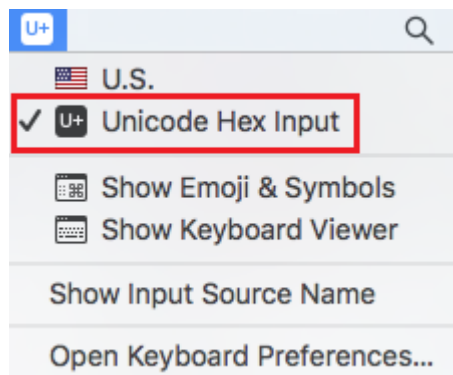 U+
U.S.
U+ Unicode Hex Input
Show Emoji & Symbols
Show Keyboard Viewer
Show Input Source Name
Open Keyboard Preferences...